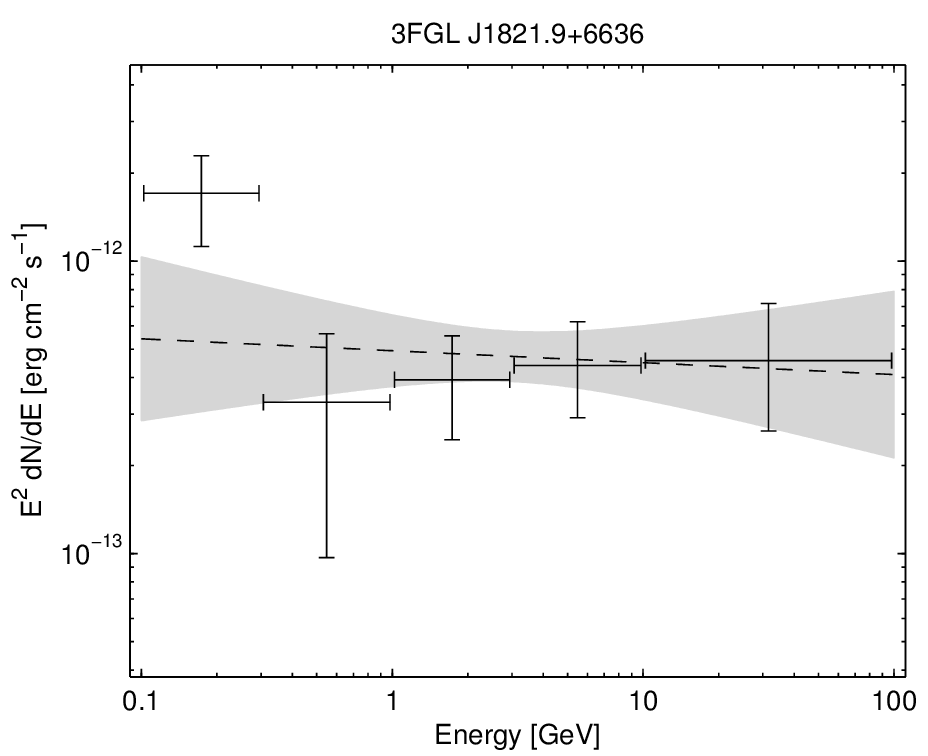 3FGL J1821.9+6636
E² dN/dE [erg cm⁻² s⁻¹]
10⁻¹²
10⁻¹³
0.1 1 10 100
Energy [GeV]